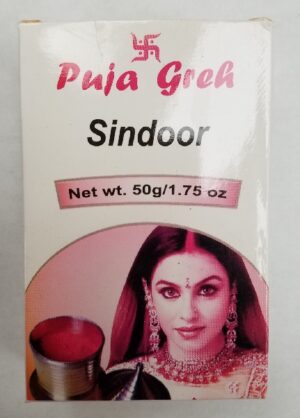 Puja Greh
Sindoor
Net wt. 50g/1.75 oz